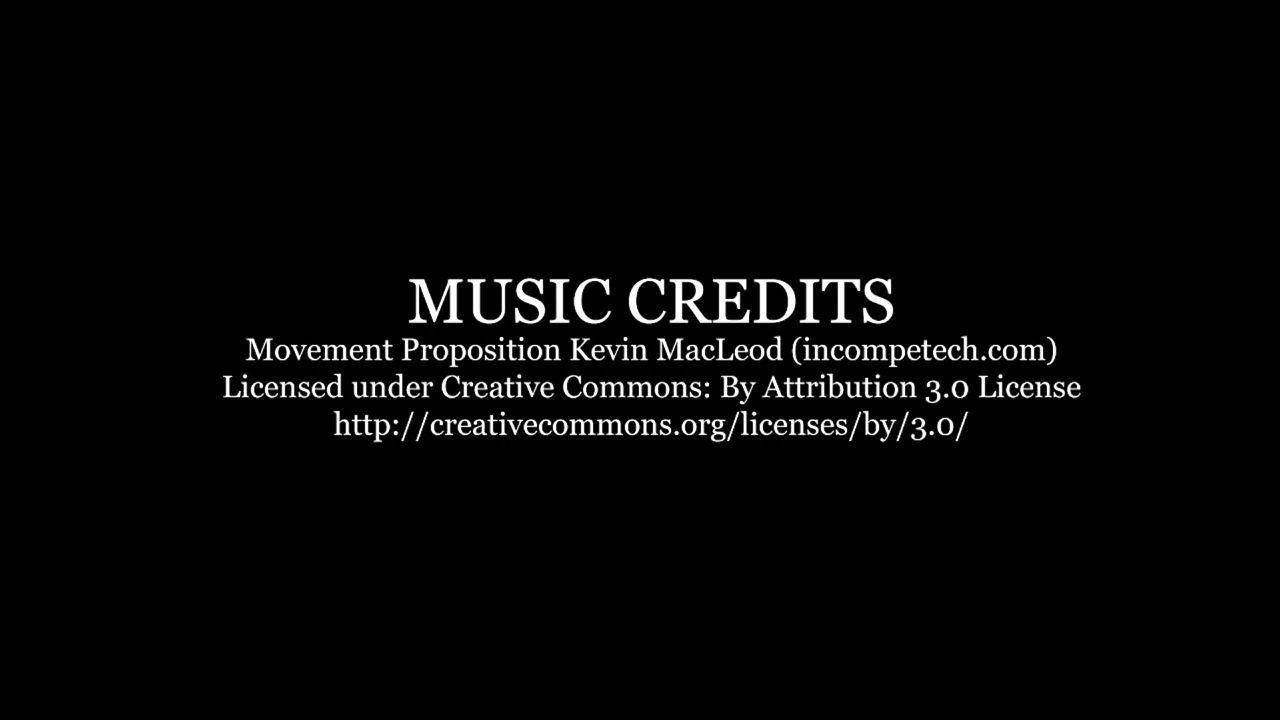 MUSIC CREDITS
Movement Proposition Kevin MacLeod (incompetech.com)
Licensed under Creative Commons: By Attribution 3.0 License
http://creativecommons.org/licenses/by/3.0/